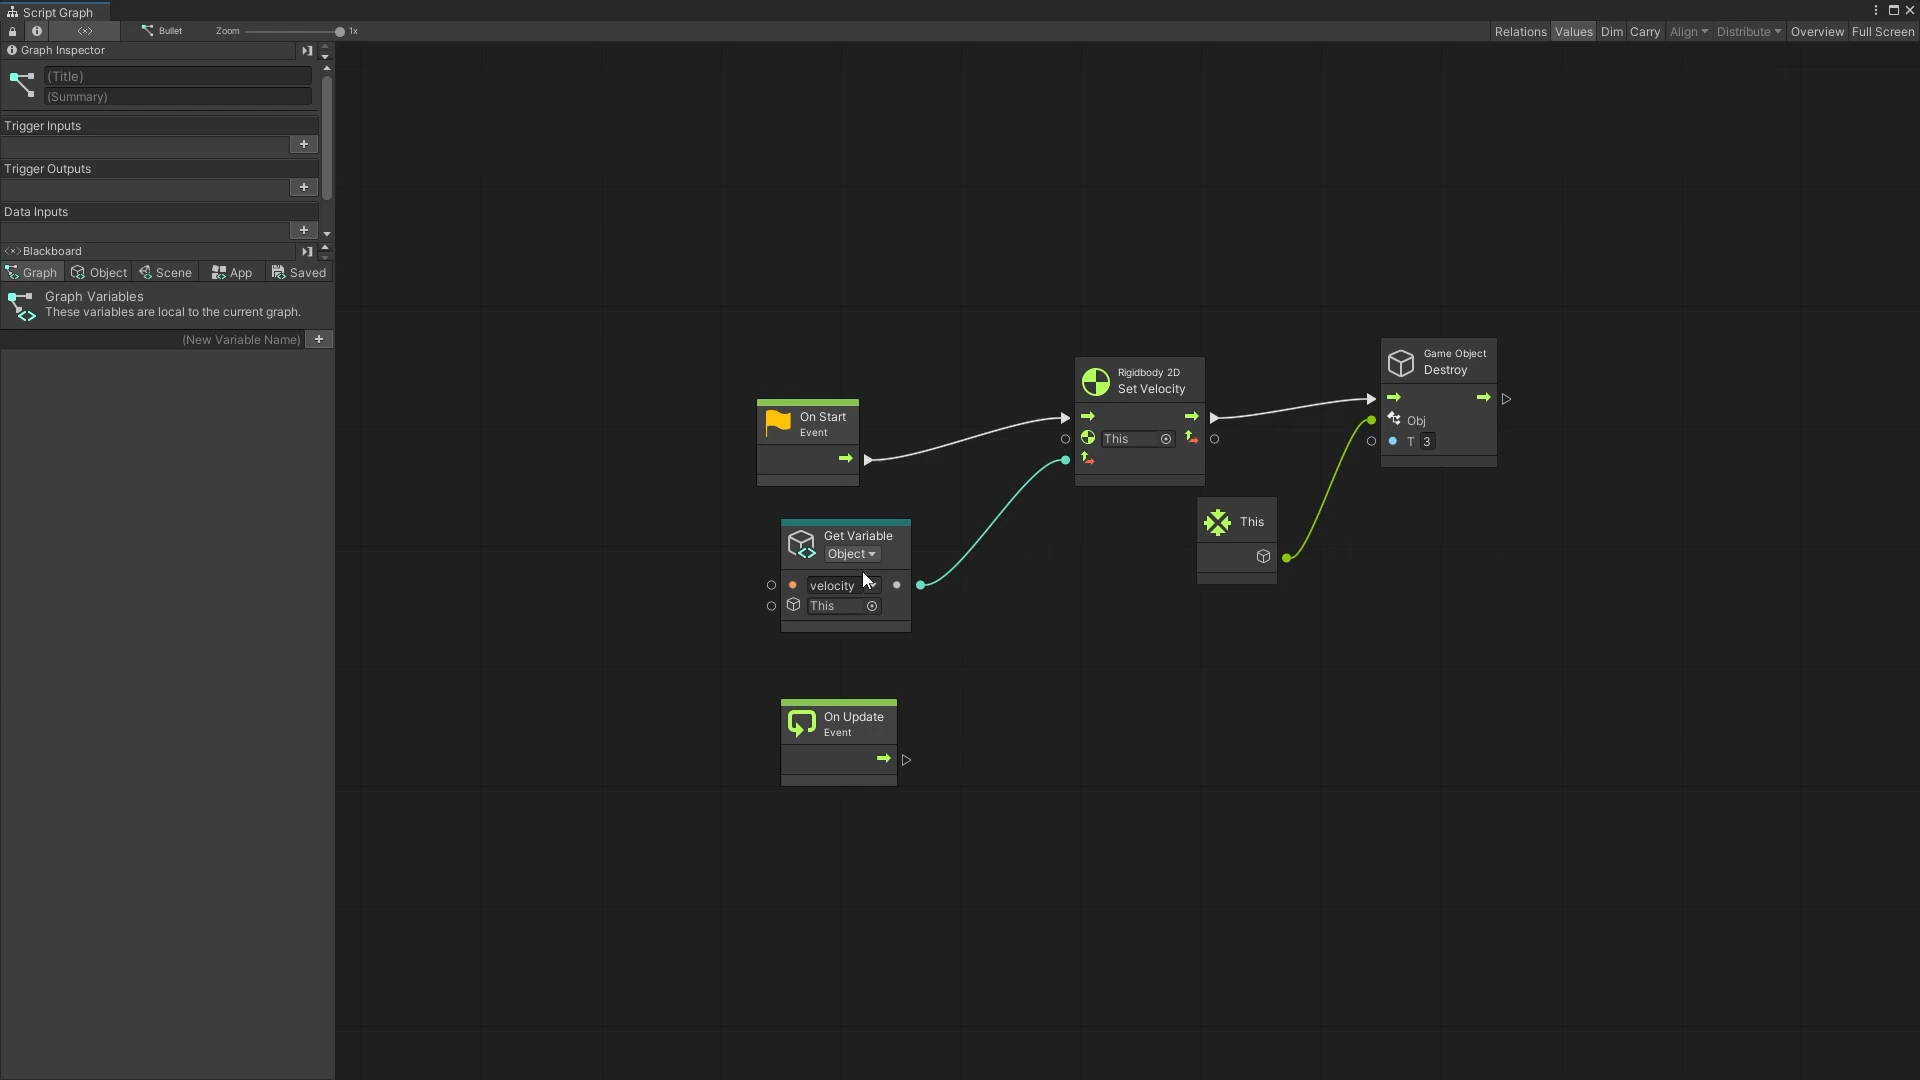 Script Graph
Bullet
Zoom
1x
Relations
Values
Dim
Carry
Align
Distribute
Overview
Full Screen
Graph Inspector
(Title)
(Summary)
Trigger Inputs
Trigger Outputs
Data Inputs
Blackboard
Graph
Object
Scene
App
Saved
Graph Variables
These variables are local to the current graph.
(New Variable Name)
On Start
Event
Rigidbody 2D
Set Velocity
This
Game Object
Destroy
Obj
T 3
This
Get Variable
Object
velocity
This
On Update
Event